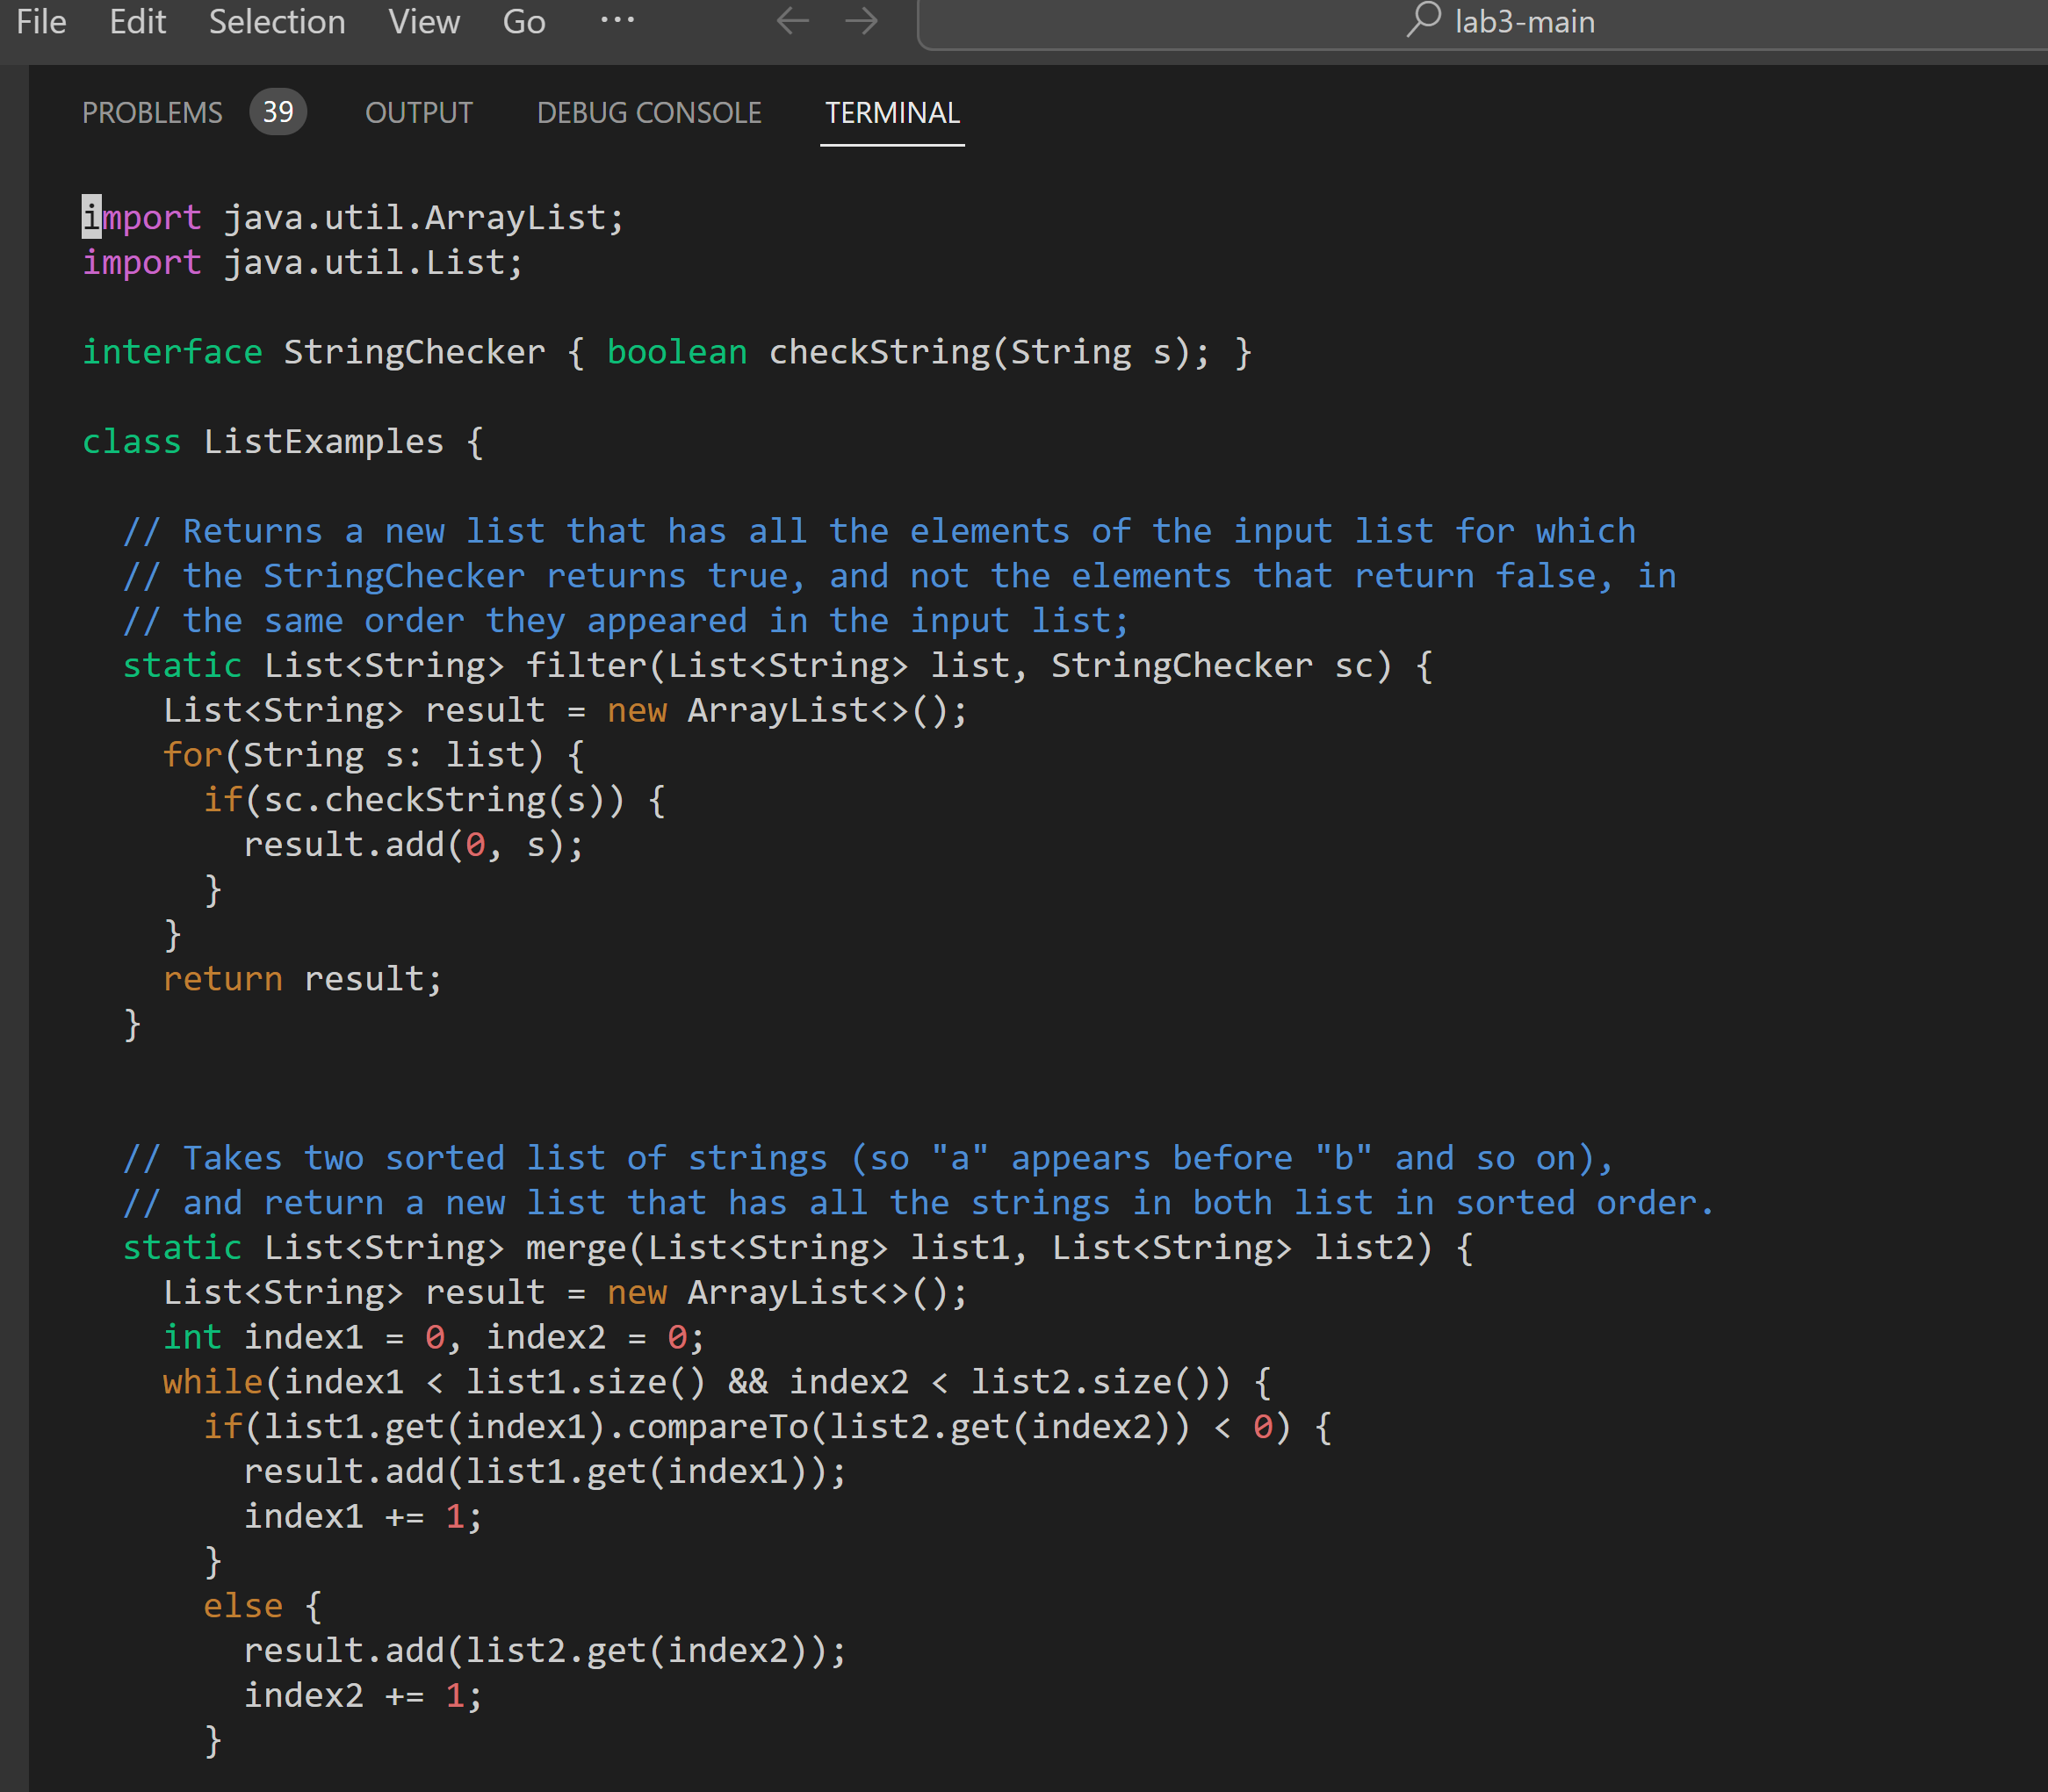 File Edit Selection View Go ··· lab3-main
PROBLEMS 39 OUTPUT DEBUG CONSOLE TERMINAL
import java.util.ArrayList;
import java.util.List;
interface StringChecker { boolean checkString(String s); }
class ListExamples {
// Returns a new list that has all the elements of the input list for which
// the StringChecker returns true, and not the elements that return false, in
// the same order they appeared in the input list;
static List<String> filter(List<String> list, StringChecker sc) {
List<String> result = new ArrayList<>();
for(String s: list) {
if(sc.checkString(s)) {
result.add(0, s);
}
}
return result;
}
// Takes two sorted list of strings (so "a" appears before "b" and so on),
// and return a new list that has all the strings in both list in sorted order.
static List<String> merge(List<String> list1, List<String> list2) {
List<String> result = new ArrayList<>();
int index1 = 0, index2 = 0;
while(index1 < list1.size() && index2 < list2.size()) {
if(list1.get(index1).compareTo(list2.get(index2)) < 0) {
result.add(list1.get(index1));
index1 += 1;
}
else {
result.add(list2.get(index2));
index2 += 1;
}